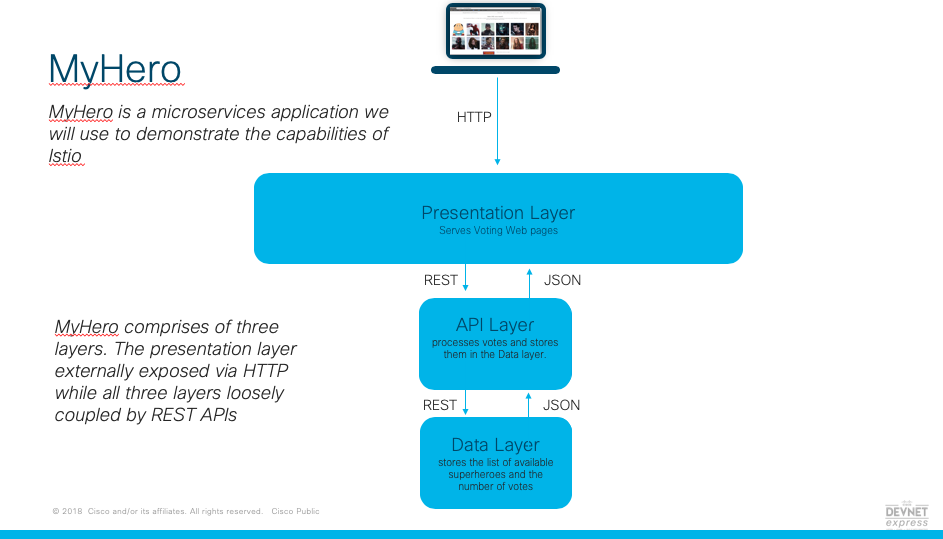 MyHero
MyHero is a microservices application we
will use to demonstrate the capabilities of
Istio
HTTP
Presentation Layer
Serves Voting Web pages
REST
JSON
API Layer
processes votes and stores
them in the Data layer.
MyHero comprises of three
layers. The presentation layer
externally exposed via HTTP
while all three layers loosely
coupled by REST APIs
REST
JSON
Data Layer
stores the list of available
superheroes and the
number of votes
© 2018 Cisco and/or its affiliates. All rights reserved. Cisco Public
DEVNET
express